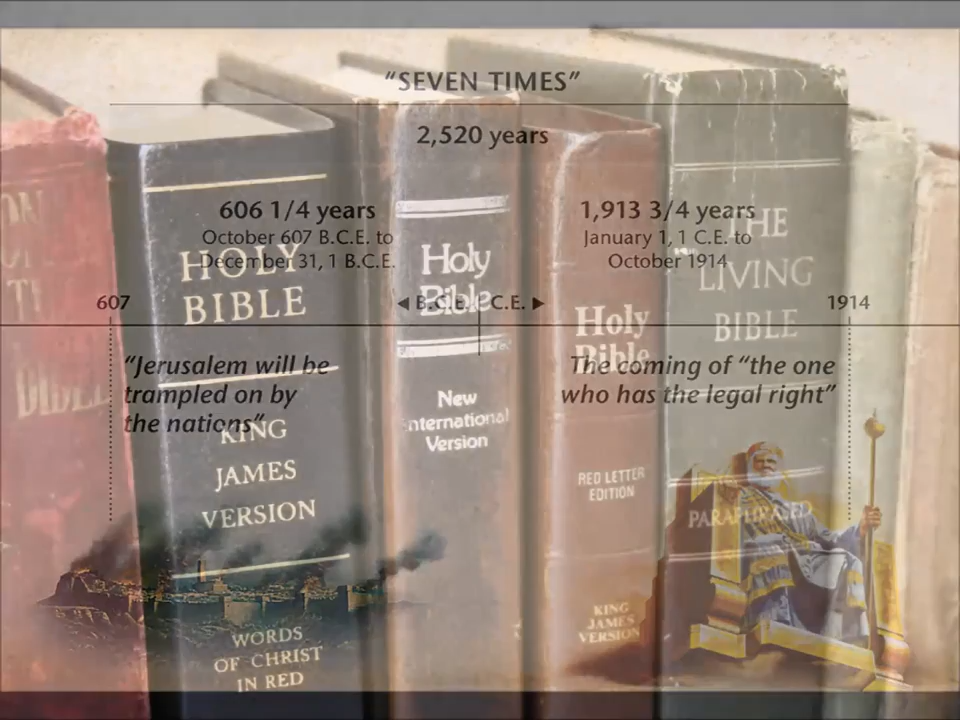 “SEVEN TIMES”
2,520 years
606 1/4 years
October 607 B.C.E. to
December 31, 1 B.C.E.
1,913 3/4 years
January 1, 1 C.E. to
October 1914
607
◄ B.C.E. C.E. ►
1914
“Jerusalem will be
trampled on by
the nations”
The coming of “the one
who has the legal right”
HOLY
BIBLE
KING
JAMES
VERSION
WORDS
OF CHRIST
IN RED
Holy
Bible
New
International
Version
Holy
Bible
RED LETTER
EDITION
KING
JAMES
VERSION
THE
LIVING
BIBLE
PARAPHRASED